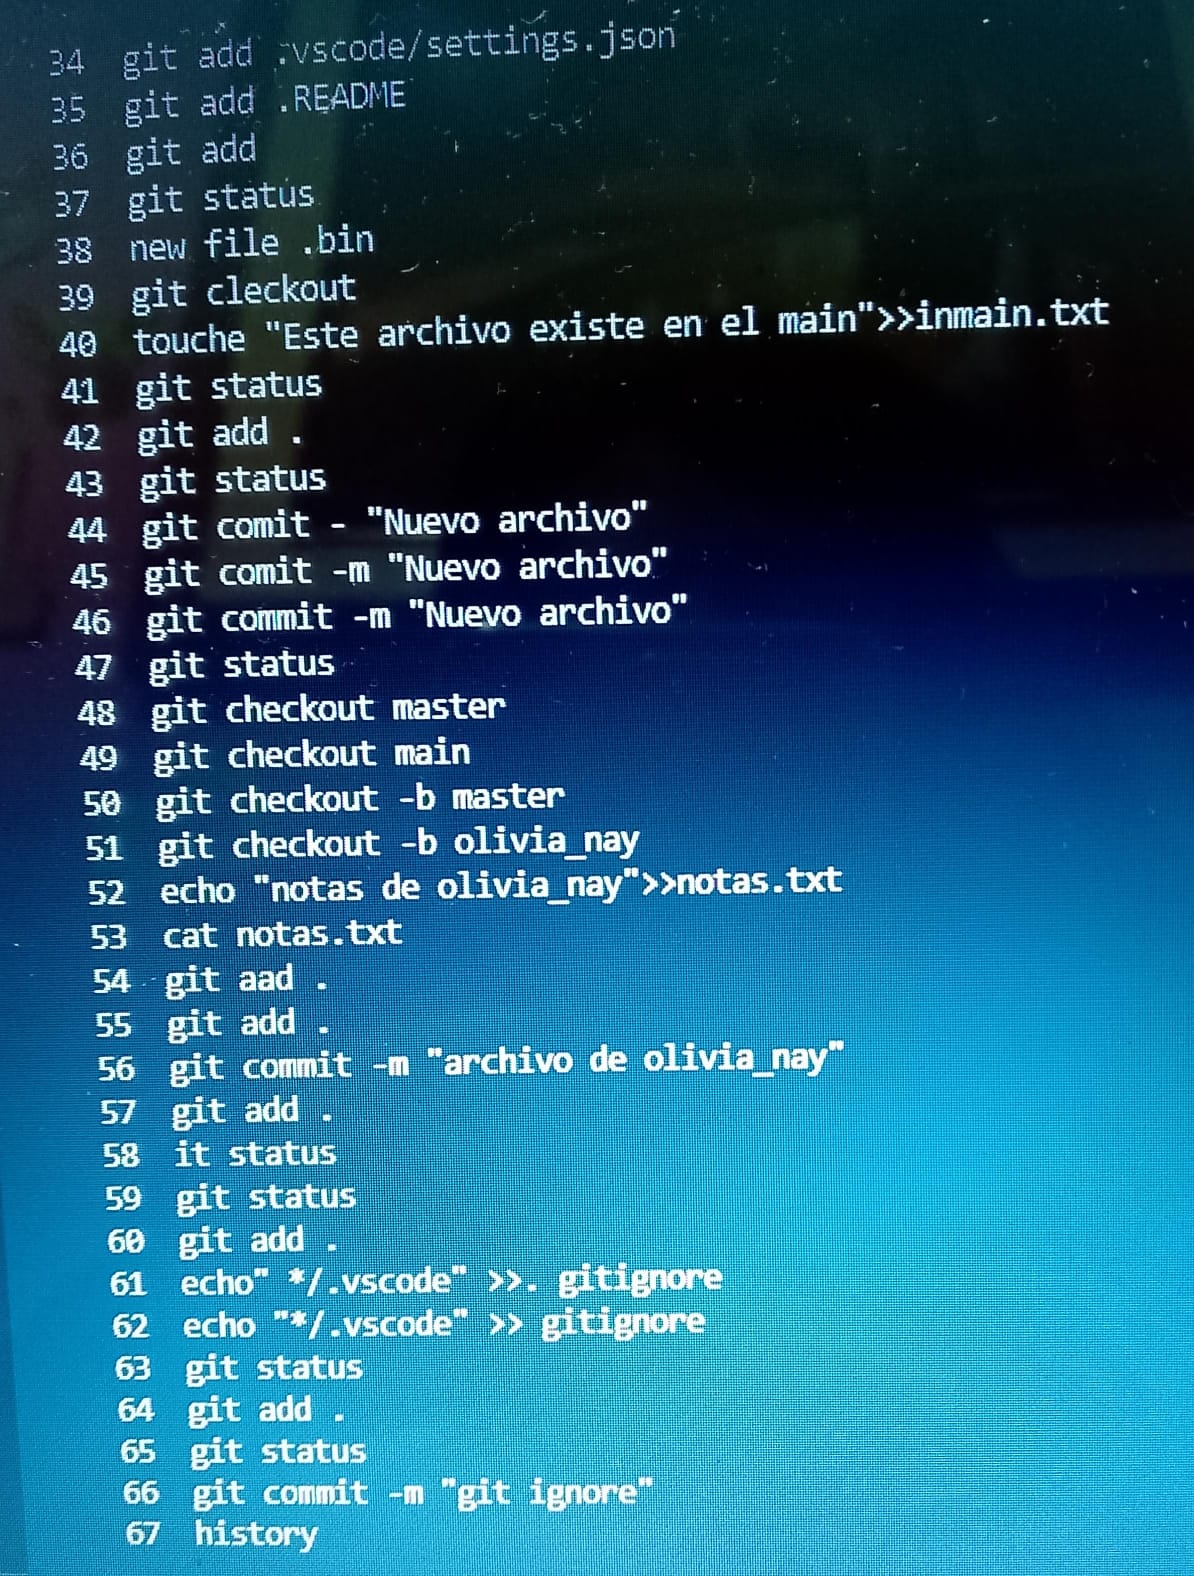 34 git add .vscode/settings.json
35 git add .README
36 git add
37 git status
38 new file .bin
39 git cleckout
40 touche "Este archivo existe en el main">>inmain.txt
41 git status
42 git add .
43 git status
44 git comit - "Nuevo archivo"
45 git comit -m "Nuevo archivo"
46 git commit -m "Nuevo archivo"
47 git status
48 git checkout master
49 git checkout main
50 git checkout -b master
51 git checkout -b olivia_nay
52 echo "notas de olivia_nay">>notas.txt
53 cat notas.txt
54 git aad .
55 git add .
56 git commit -m "archivo de olivia_nay"
57 git add .
58 it status
59 git status
60 git add .
61 echo" */.vscode" >>. gitignore
62 echo "*/.vscode" >> gitignore
63 git status
64 git add .
65 git status
66 git commit -m "git ignore"
67 history